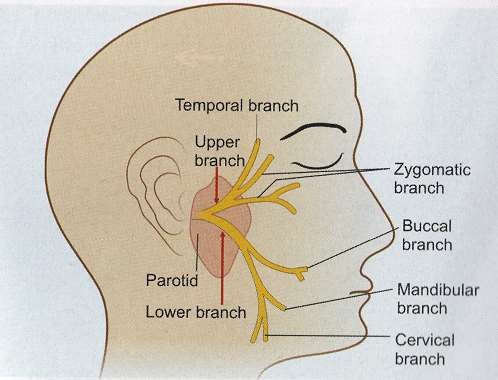 Temporal branch
Upper
branch
Zygomatic
branch
Buccal
branch
Parotid
Mandibular
branch
Lower branch
Cervical
branch